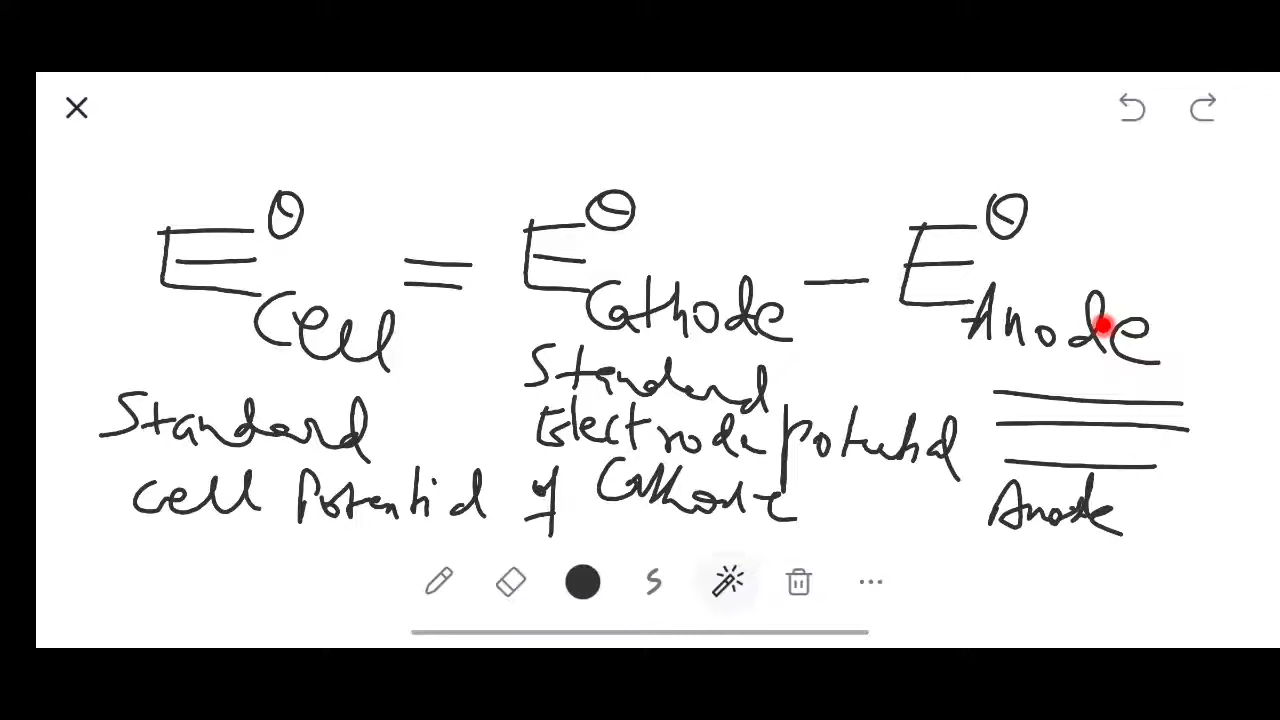 E⊖Cell = E⊖Cathode — E⊖Anode
Standard
Cell Potential
Standard
Electrode Potential
of Cathode
Anode